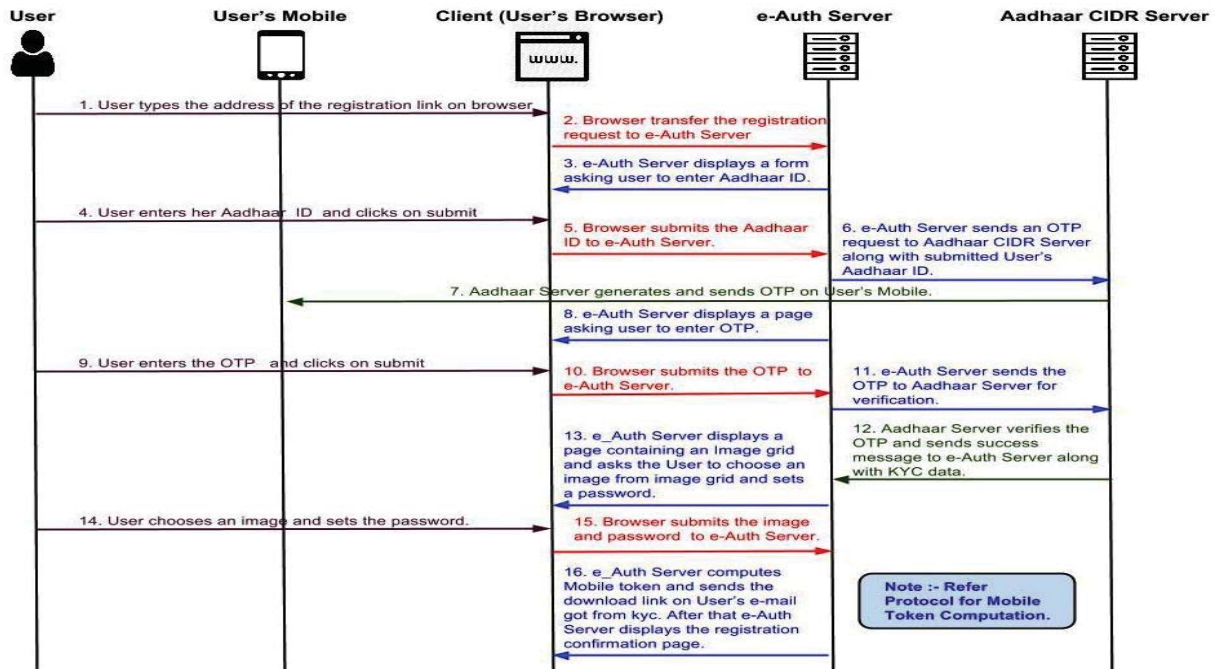 User
User's Mobile
Client (User's Browser)
e-Auth Server
Aadhaar CIDR Server
www.
1. User types the address of the registration link on browser
2. Browser transfer the registration
request to e-Auth Server
3. e-Auth Server displays a form
asking user to enter Aadhaar ID.
4. User enters her Aadhaar ID and clicks on submit
5. Browser submits the Aadhaar
ID to e-Auth Server.
6. e-Auth Server sends an OTP
request to Aadhaar CIDR Server
along with submitted User's
Aadhaar ID.
7. Aadhaar Server generates and sends OTP on User's Mobile.
8. e-Auth Server displays a page
asking user to enter OTP.
9. User enters the OTP and clicks on submit
10. Browser submits the OTP to
e-Auth Server.
11. e-Auth Server sends the
OTP to Aadhaar Server for
verification.
12. Aadhaar Server verifies the
OTP and sends success
message to e-Auth Server along
with KYC data.
13. e_Auth Server displays a
page containing an Image grid
and asks the User to choose an
image from image grid and sets
a password.
14. User chooses an image and sets the password.
15. Browser submits the image
and password to e-Auth Server.
16. e_Auth Server computes
Mobile token and sends the
download link on User's e-mail
got from kyc. After that e-Auth
Server displays the registration
confirmation page.
Note :- Refer
Protocol for Mobile
Token Computation.